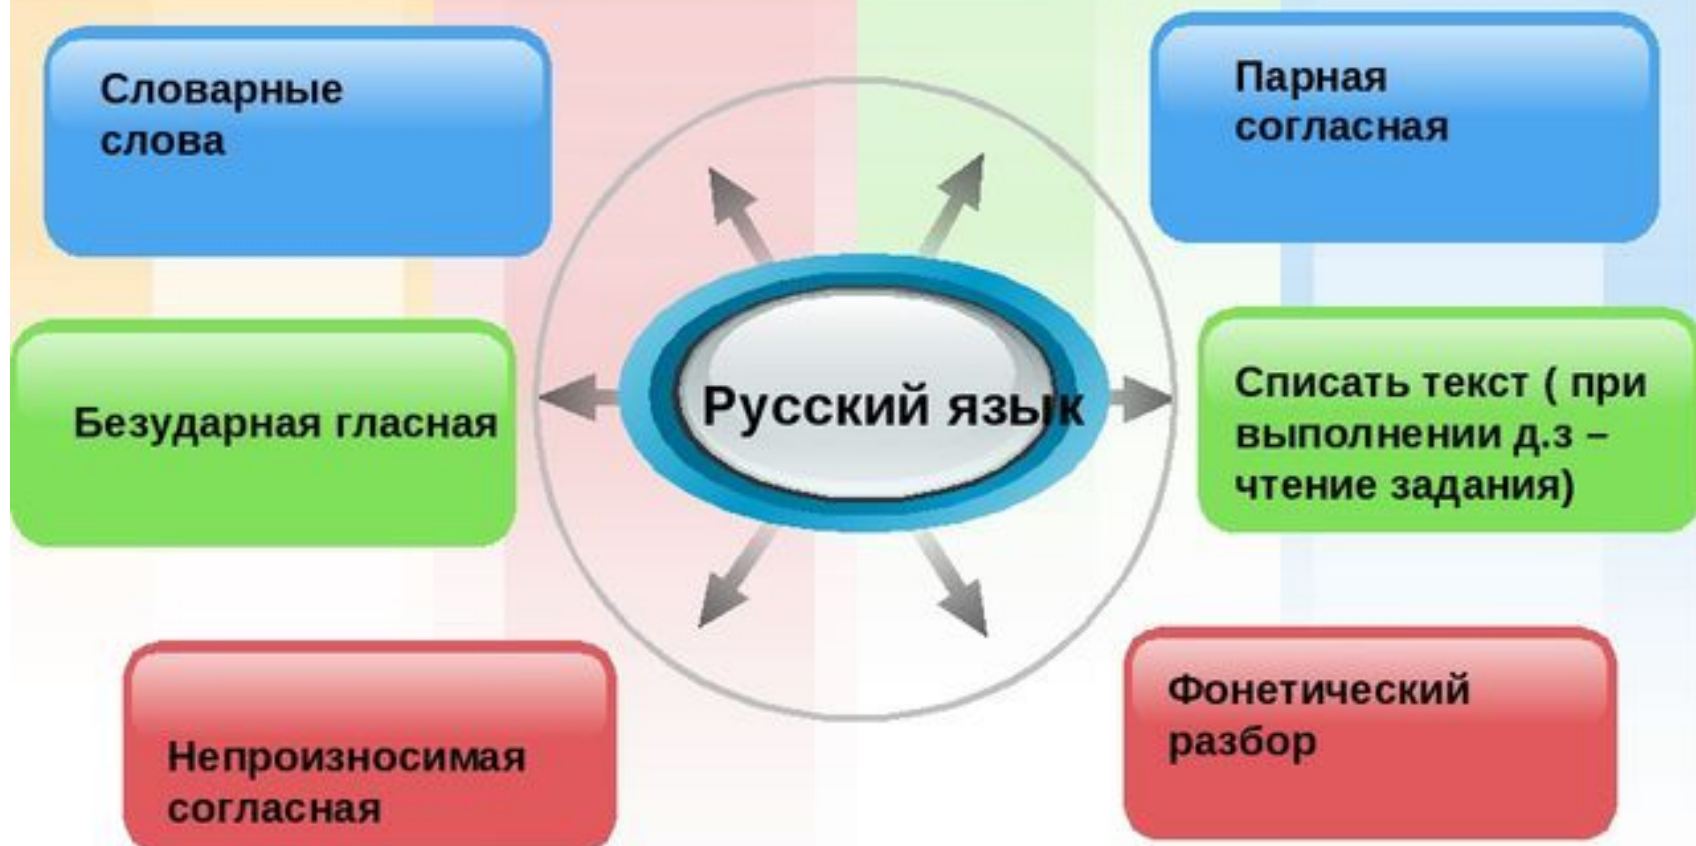 Словарные
слова
Парная
согласная
Безударная гласная
Русский язык
Списать текст ( при
выполнении д.з –
чтение задания)
Непроизносимая
согласная
Фонетический
разбор